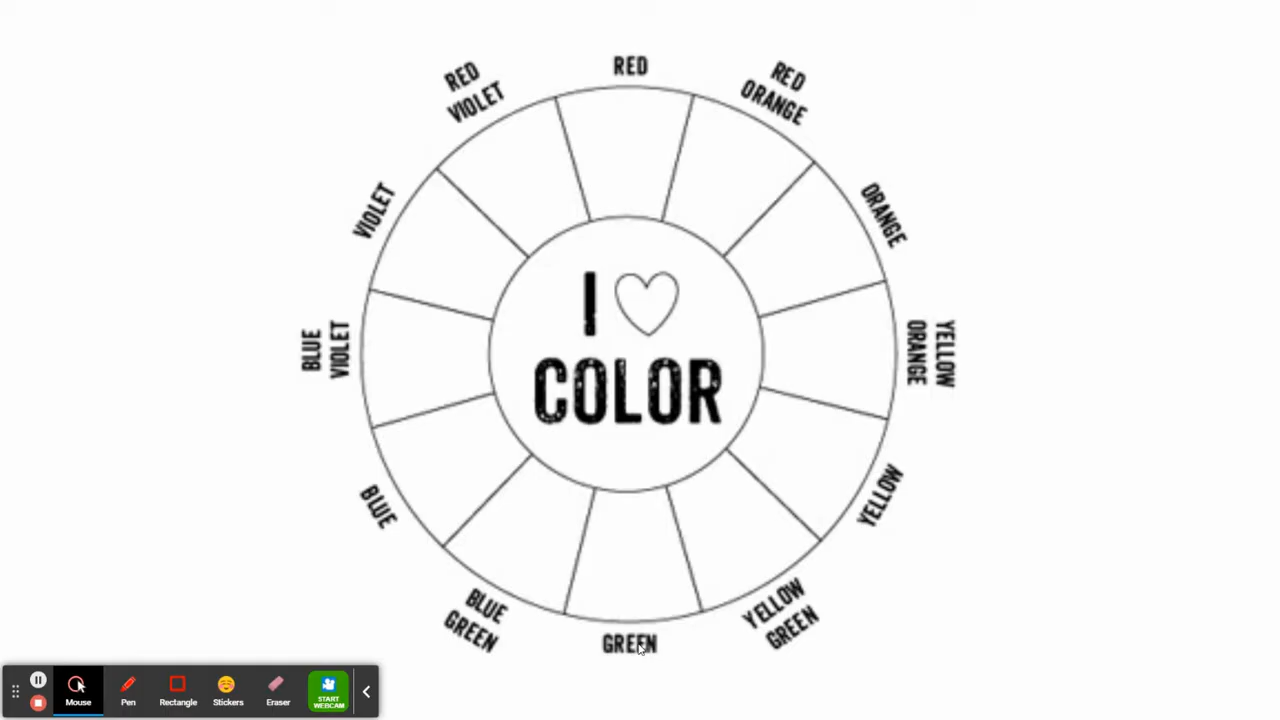 RED
RED
ORANGE
ORANGE
YELLOW
ORANGE
YELLOW
YELLOW
GREEN
GREEN
BLUE
GREEN
BLUE
BLUE
VIOLET
VIOLET
RED
VIOLET
I
COLOR
Mouse
Pen
Rectangle
Stickers
Eraser
START
WEBCAM